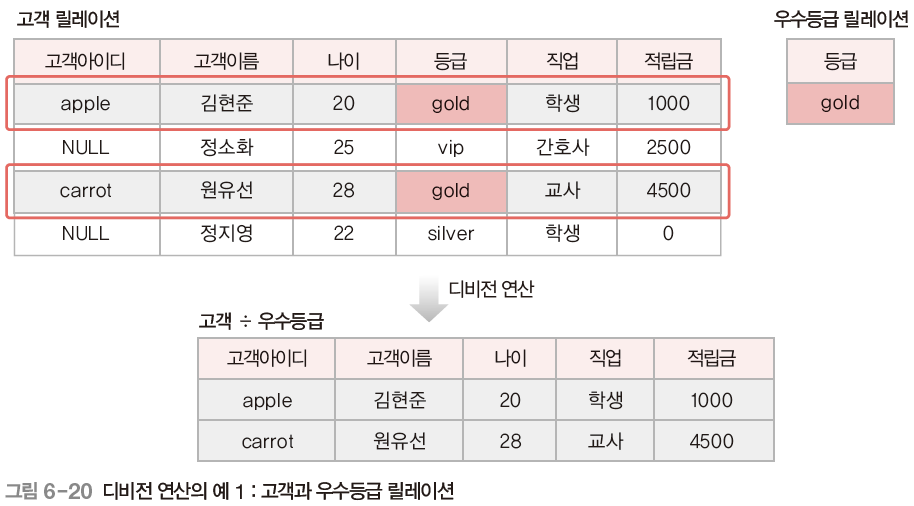 고객 릴레이션 우수등급 릴레이션
고객아이디 고객이름 나이 등급 직업 적립금 등급
apple 김현준 20 gold 학생 1000 gold
NULL 정소화 25 vip 간호사 2500
carrot 원유선 28 gold 교사 4500
NULL 정지영 22 silver 학생 0
디비전 연산
고객 ÷ 우수등급
고객아이디 고객이름 나이 직업 적립금
apple 김현준 20 학생 1000
carrot 원유선 28 교사 4500
그림 6-20 디비전 연산의 예 1 : 고객과 우수등급 릴레이션